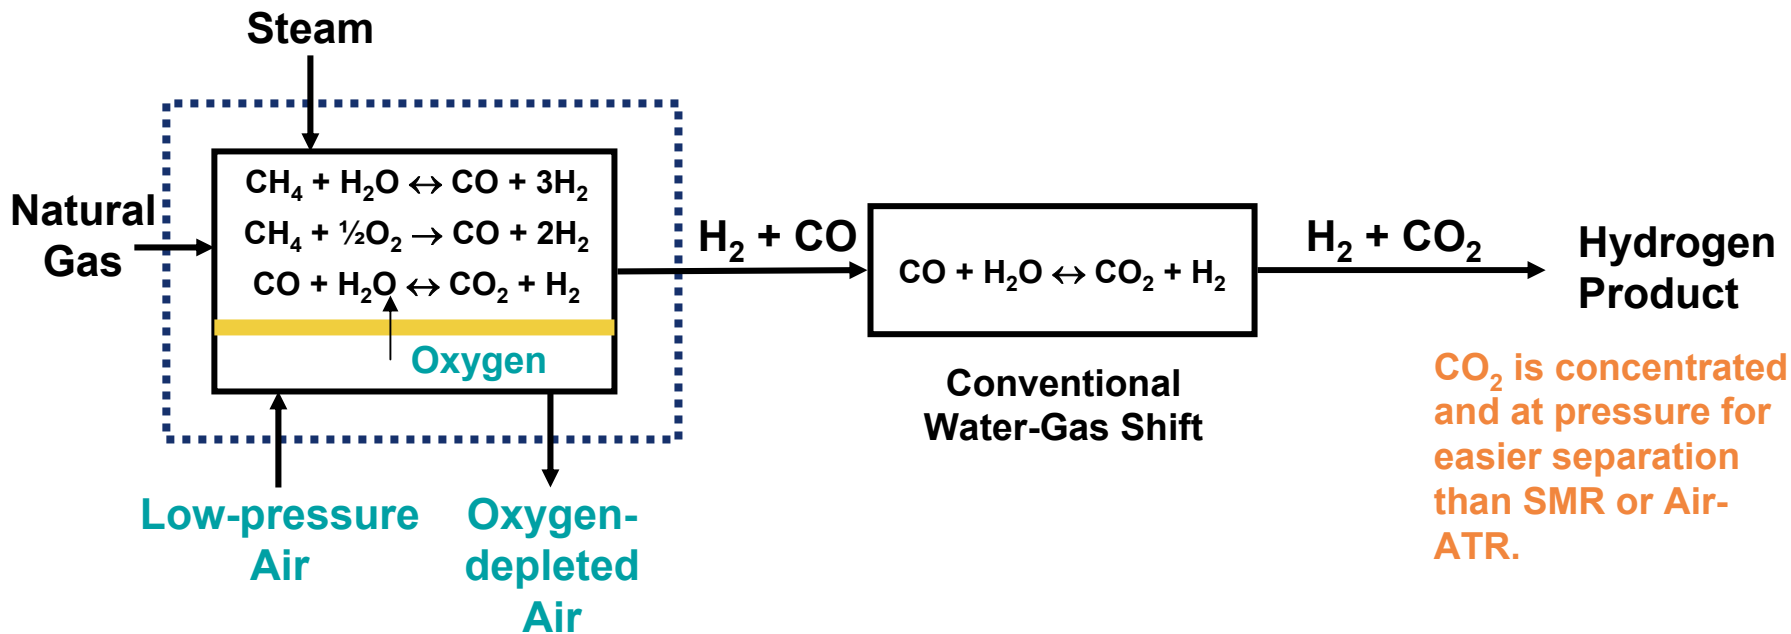 Steam
Natural
Gas
CH₄ + H₂O ↔ CO + 3H₂
CH₄ + ½O₂ → CO + 2H₂
CO + H₂O ↔ CO₂ + H₂
Oxygen
Low-pressure
Air
Oxygen-
depleted
Air
H₂ + CO
CO + H₂O ↔ CO₂ + H₂
Conventional
Water-Gas Shift
H₂ + CO₂
Hydrogen
Product
CO₂ is concentrated
and at pressure for
easier separation
than SMR or Air-
ATR.